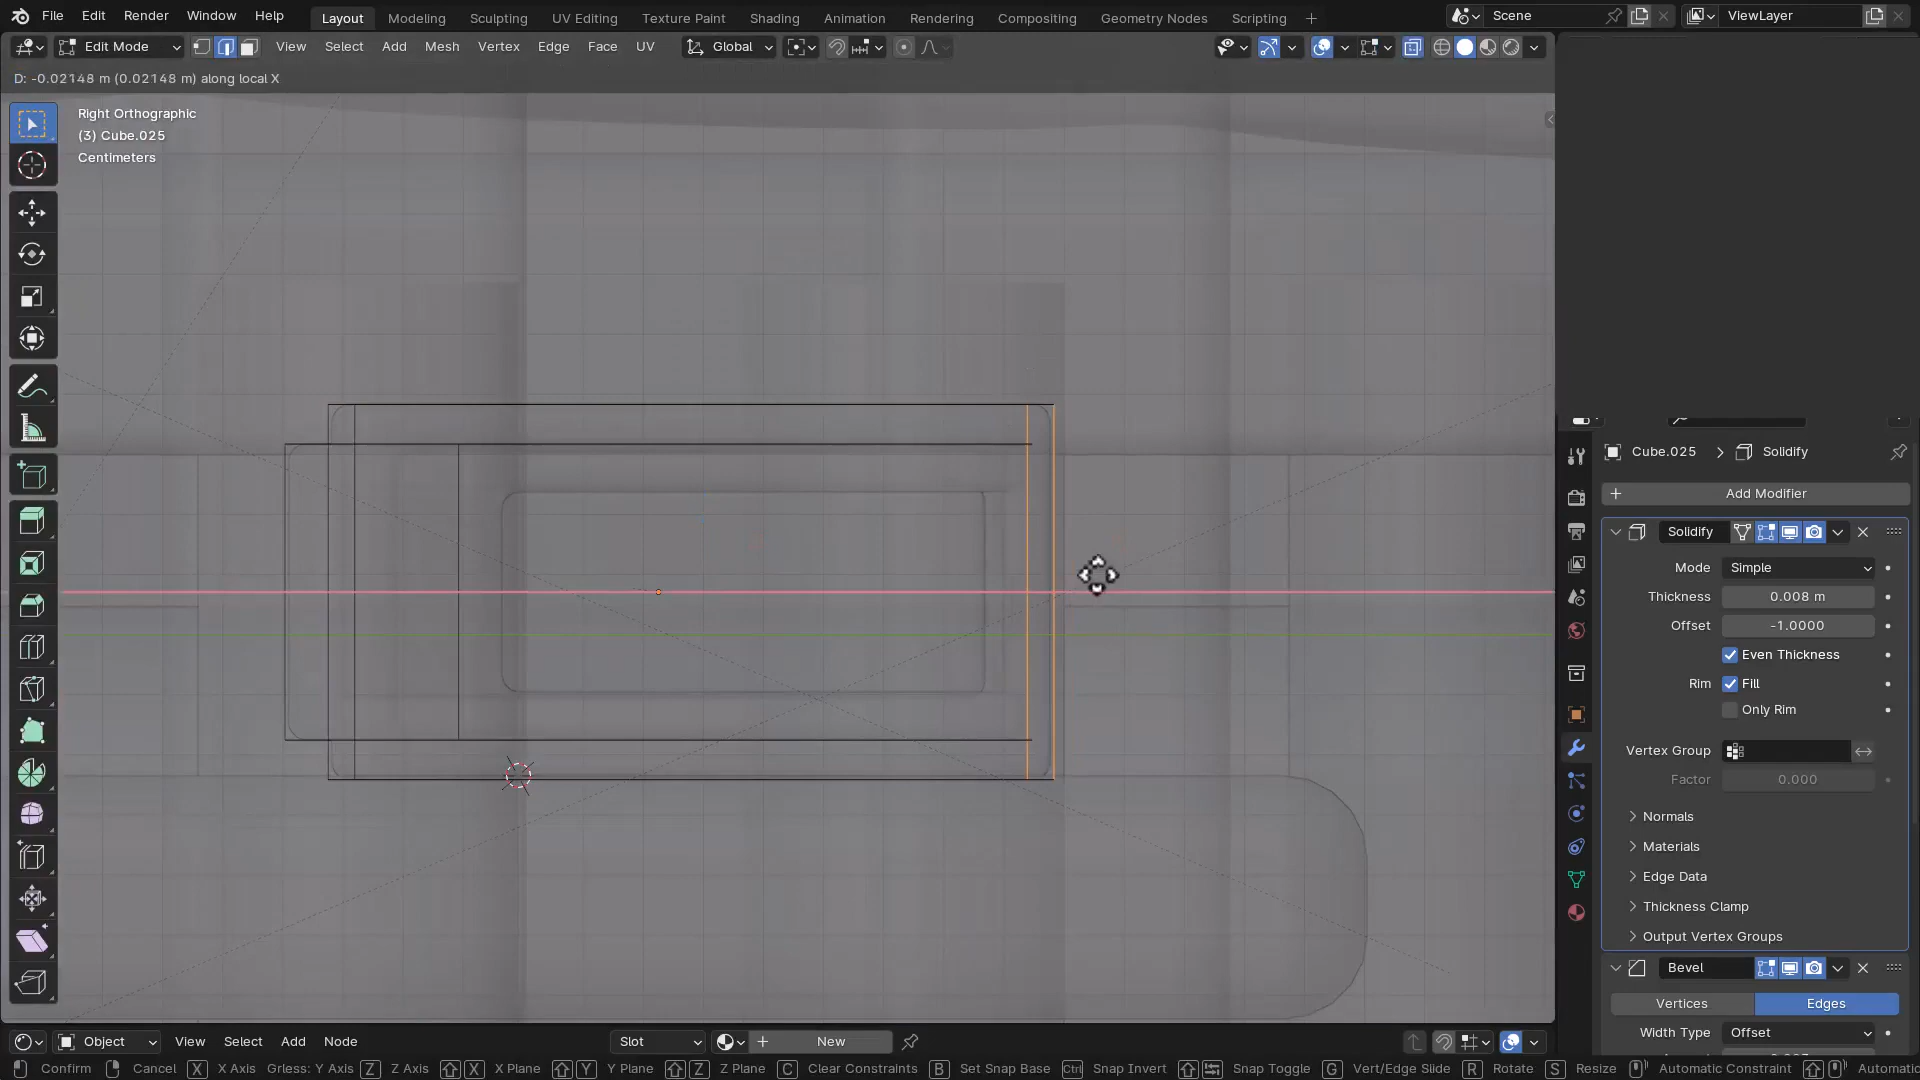 File Edit Render Window Help Layout Modeling Sculpting UV Editing Texture Paint Shading Animation Rendering Compositing Geometry Nodes Scripting + Scene ViewLayer
Edit Mode View Select Add Mesh Vertex Edge Face UV Global
D: -0.02148 m (0.02148 m) along local X
Right Orthographic
(3) Cube.025
Centimeters
Cube.025 > Solidify
+ Add Modifier
Solidify
Mode Simple
Thickness 0.008 m
Offset -1.0000
Even Thickness
Rim Fill
Only Rim
Vertex Group
Factor 0.000
Normals
Materials
Edge Data
Thickness Clamp
Output Vertex Groups
Bevel
Vertices Edges
Width Type Offset
Object View Select Add Node Slot + New
Confirm Cancel X X Axis Grless: Y Axis Z Z Axis X X Plane Y Y Plane Z Z Plane C Clear Constraints B Set Snap Base Ctrl Snap Invert Snap Toggle G Vert/Edge Slide R Rotate S Resize Automatic Constraint Automatic